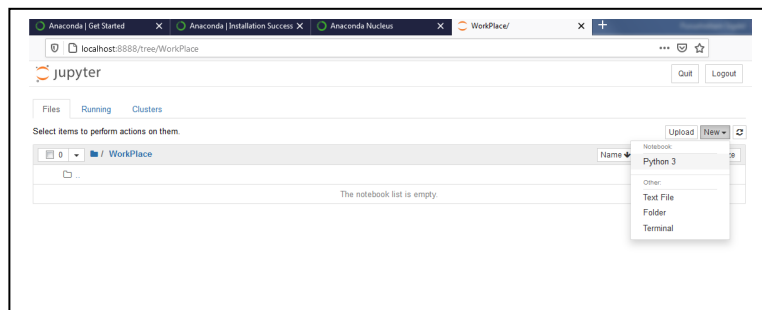 Anaconda | Get Started
Anaconda | Installation Success
Anaconda Nucleus
WorkPlace/
localhost:8888/tree/WorkPlace
jupyter
Quit Logout
Files Running Clusters
Select items to perform actions on them.
Upload New
0 / WorkPlace Name
Notebook:
Python 3
..
The notebook list is empty.
Other:
Text File
Folder
Terminal